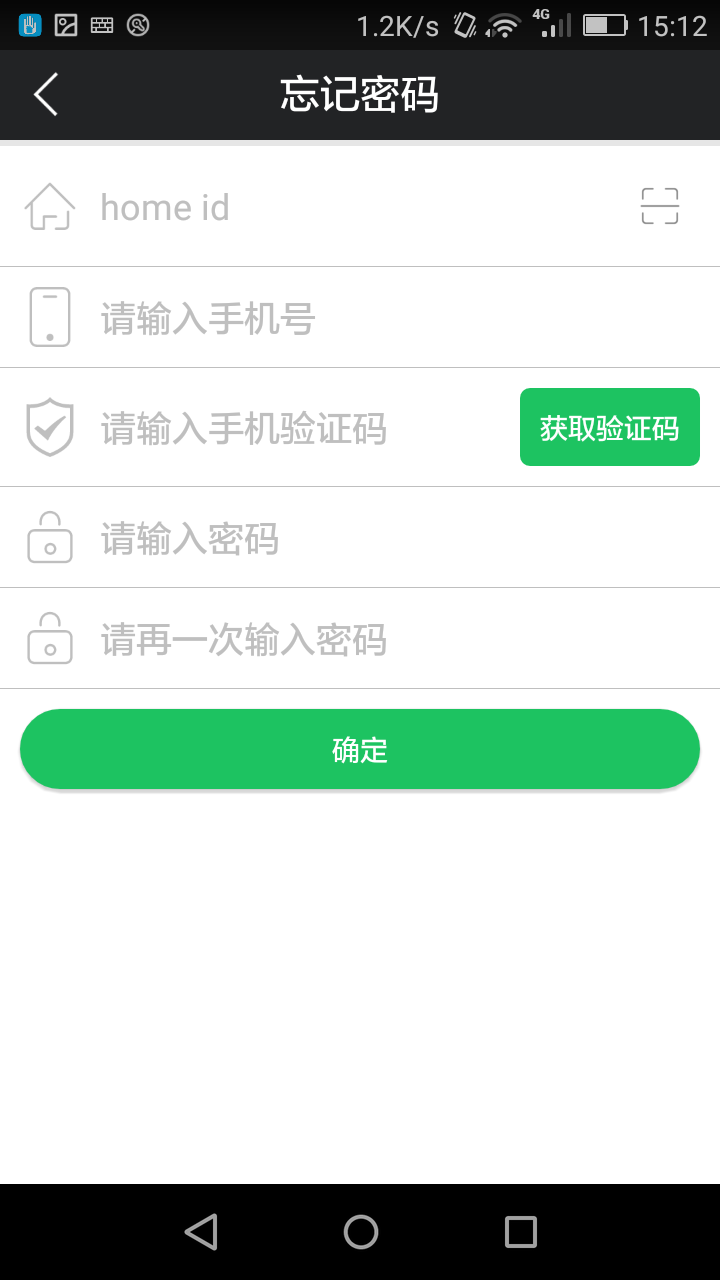 1.2K/s 4G 15:12
忘记密码
home id
请输入手机号
请输入手机验证码 获取验证码
请输入密码
请再一次输入密码
确定